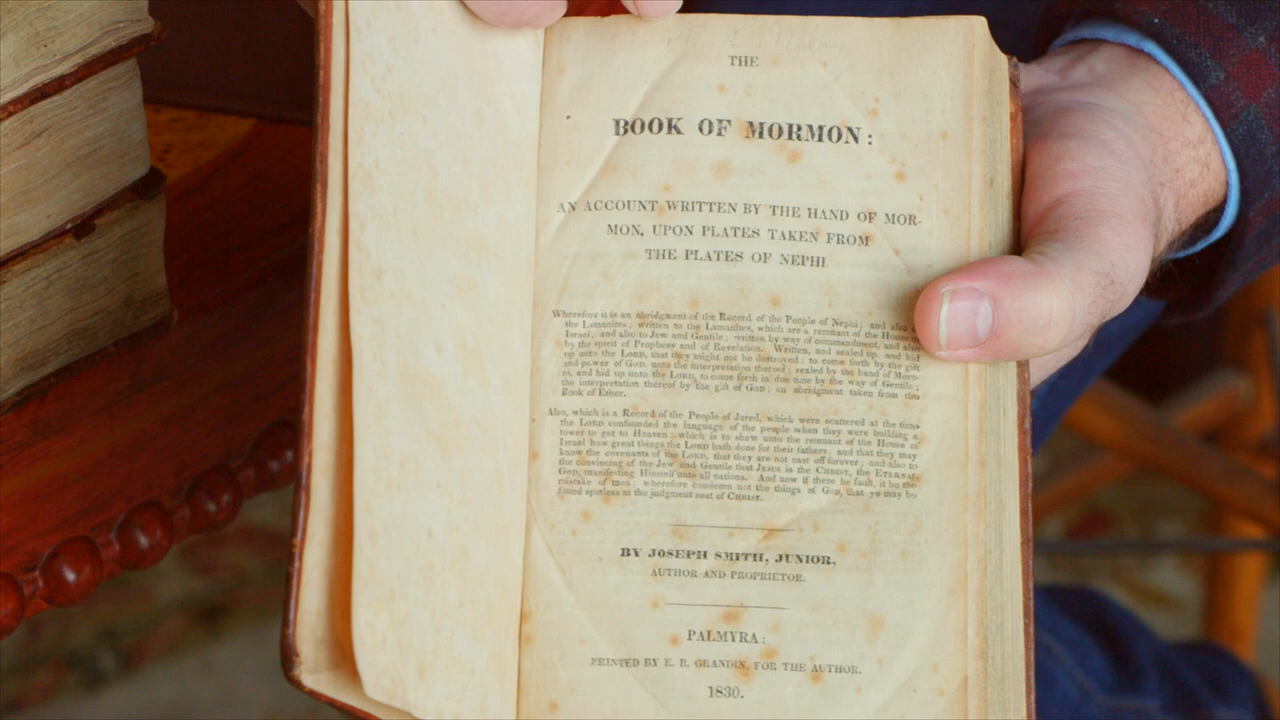 THE
BOOK OF MORMON:
AN ACCOUNT WRITTEN BY THE HAND OF MOR-
MON, UPON PLATES TAKEN FROM
THE PLATES OF NEPHI.
Wherefore it is an abridgment of the Record of the People of Nephi; and also
the Lamanites; written to the Lamanites, which are a remnant of the House of
Israel; and also to Jew and Gentile; written by way of commandment, and also
by the spirit of Prophesy and of Revelation. Written, and sealed up, and hid
up unto the LORD, that they might not be destroyed; to come forth by the gift
and power of GOD, unto the interpretation thereof; sealed by the hand of Moro-
ni, and hid up unto the LORD, to come forth in due time by the way of Gentile;
the interpretation thereof by the gift of GOD; an abridgment taken from the
Book of Ether.
Also, which is a Record of the People of Jared, which were scattered at the time
the LORD confounded the language of the people when they were building a
tower to get to Heaven: which is to shew unto the remnant of the House of
Israel how great things the LORD hath done for their fathers; and that they may
know the covenants of the LORD, that they are not cast off forever; and also to
the convincing of the Jew and Gentile that JESUS is the CHRIST, the ETERNAL
GOD, manifesting Himself unto all nations. And now if there be fault, it be the
mistake of men; wherefore condemn not the things of GOD, that ye may be
found spotless at the judgment seat of CHRIST.
BY JOSEPH SMITH, JUNIOR,
AUTHOR AND PROPRIETOR.
PALMYRA:
PRINTED BY E. B. GRANDIN, FOR THE AUTHOR.
1830.